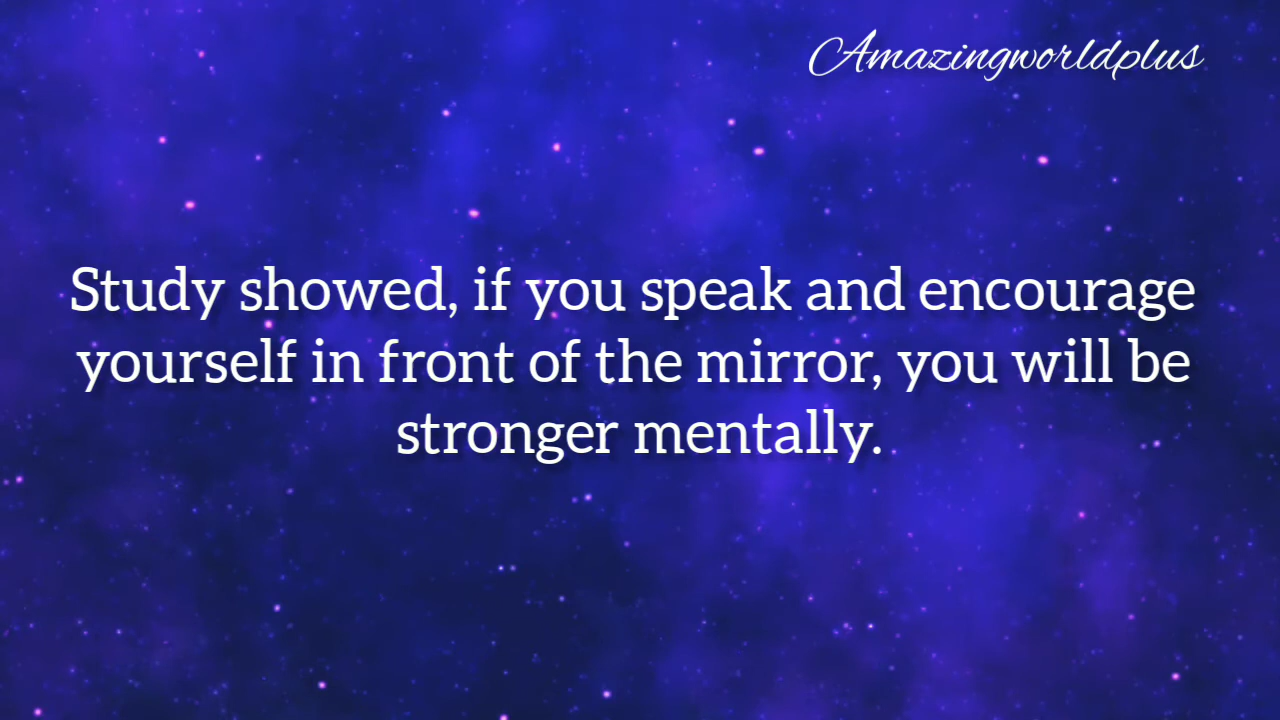 Amazingworldplus
Study showed, if you speak and encourage
yourself in front of the mirror, you will be
stronger mentally.